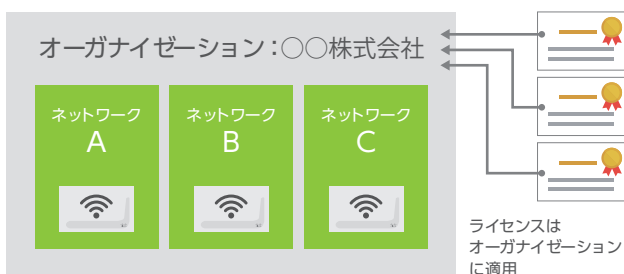 オーガナイゼーション：○○株式会社
ネットワーク
A
ネットワーク
B
ネットワーク
C
ライセンスは
オーガナイゼーション
に適用